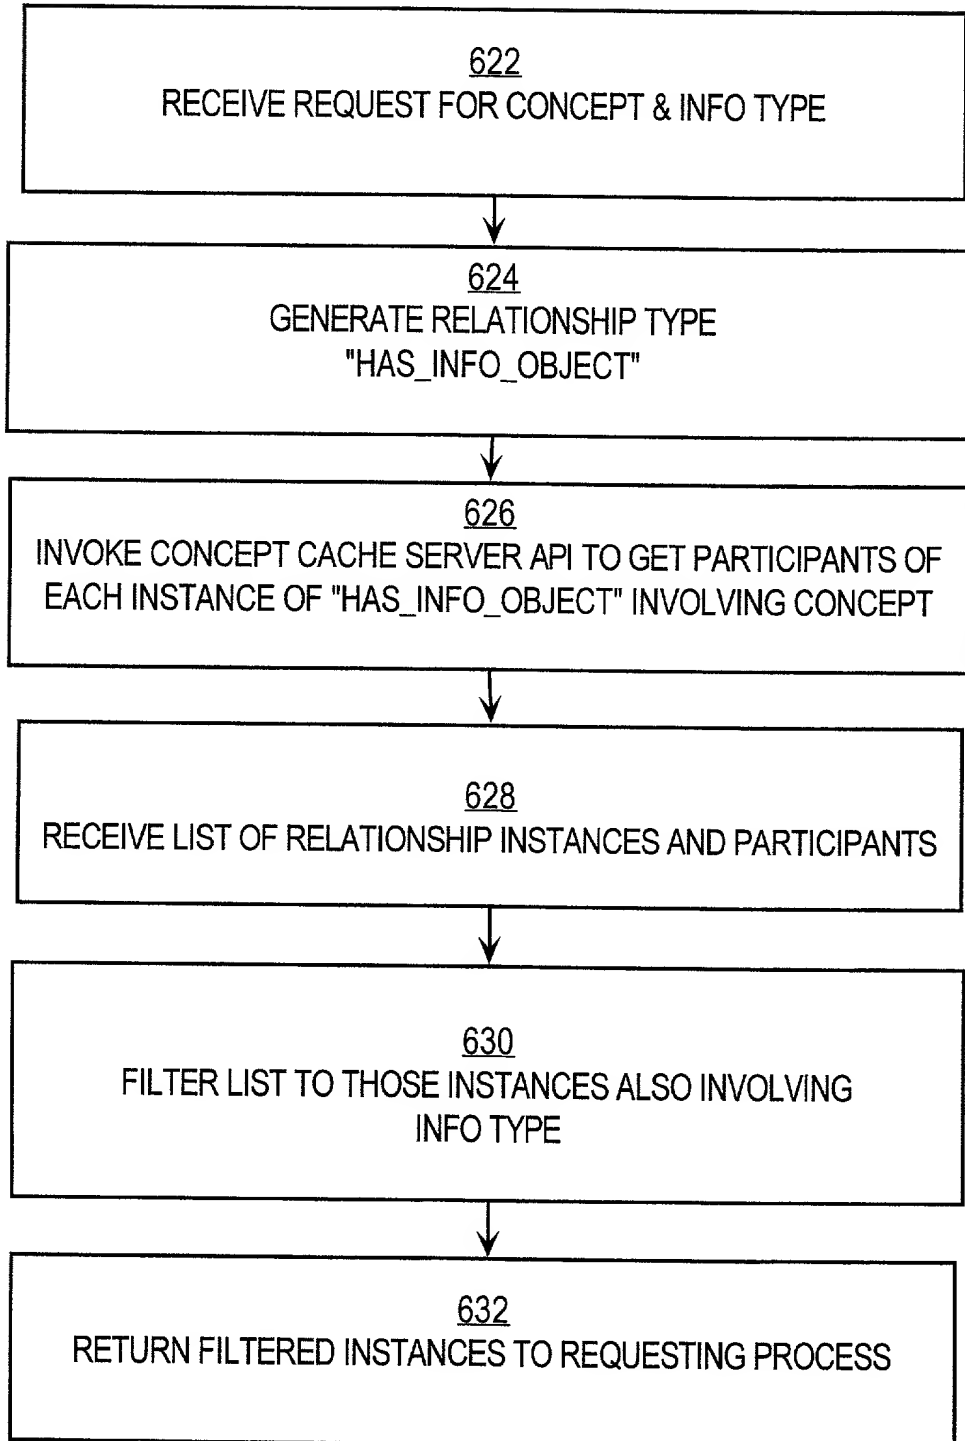 622
RECEIVE REQUEST FOR CONCEPT & INFO TYPE
624
GENERATE RELATIONSHIP TYPE
"HAS_INFO_OBJECT"
626
INVOKE CONCEPT CACHE SERVER API TO GET PARTICIPANTS OF
EACH INSTANCE OF "HAS_INFO_OBJECT" INVOLVING CONCEPT
628
RECEIVE LIST OF RELATIONSHIP INSTANCES AND PARTICIPANTS
630
FILTER LIST TO THOSE INSTANCES ALSO INVOLVING
INFO TYPE
632
RETURN FILTERED INSTANCES TO REQUESTING PROCESS